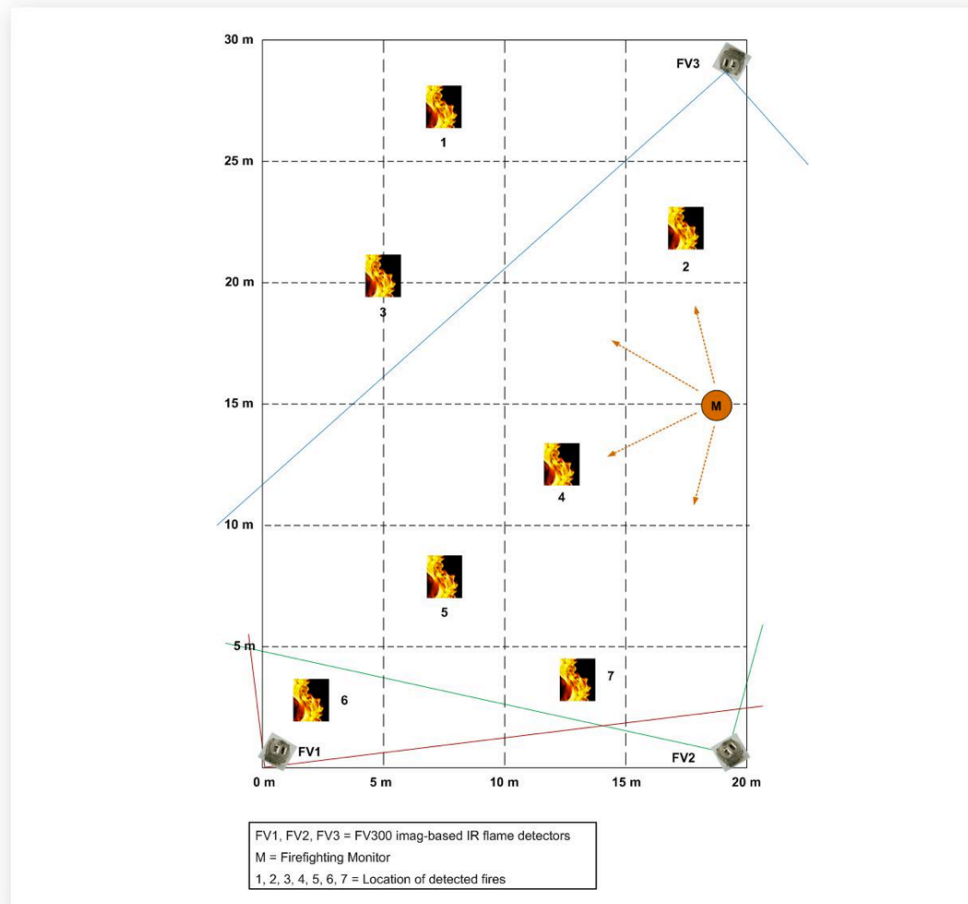 30 m
FV3
1
25 m
2
20 m
3
15 m
M
4
10 m
5
5 m
7
6
FV1
FV2
0 m 5 m 10 m 15 m 20 m
FV1, FV2, FV3 = FV300 imag-based IR flame detectors
M = Firefighting Monitor
1, 2, 3, 4, 5, 6, 7 = Location of detected fires